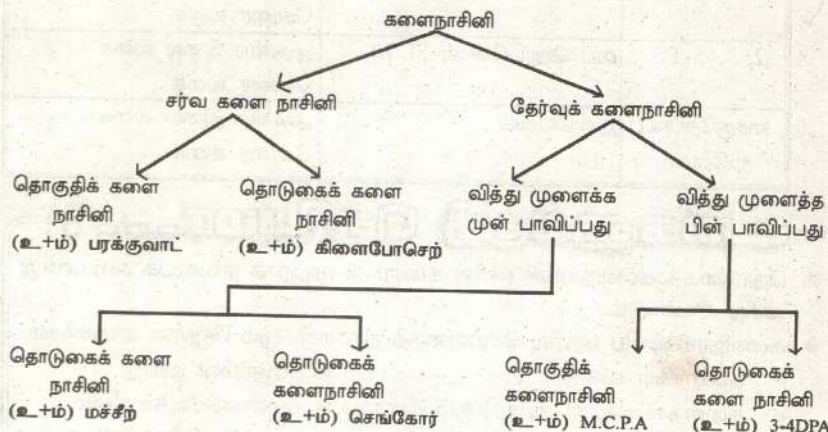 களைநாசினி
சர்வ களை நாசினி
தேர்வுக் களைநாசினி
தொகுதிக் களை
நாசினி
(உ+ம்) பரக்குவாட்
தொடுகைக் களை
நாசினி
(உ+ம்) கிளைபோசெற்
வித்து முளைக்க
முன் பாவிப்பது
வித்து முளைத்த
பின் பாவிப்பது
தொடுகைக் களை
நாசினி
(உ+ம்) மச்சீற்
தொடுகைக்
களைநாசினி
(உ+ம்) செங்கோர்
தொகுதிக்
களைநாசினி
(உ+ம்) M.C.P.A
தொடுகைக்
களை நாசினி
(உ+ம்) 3-4DPA